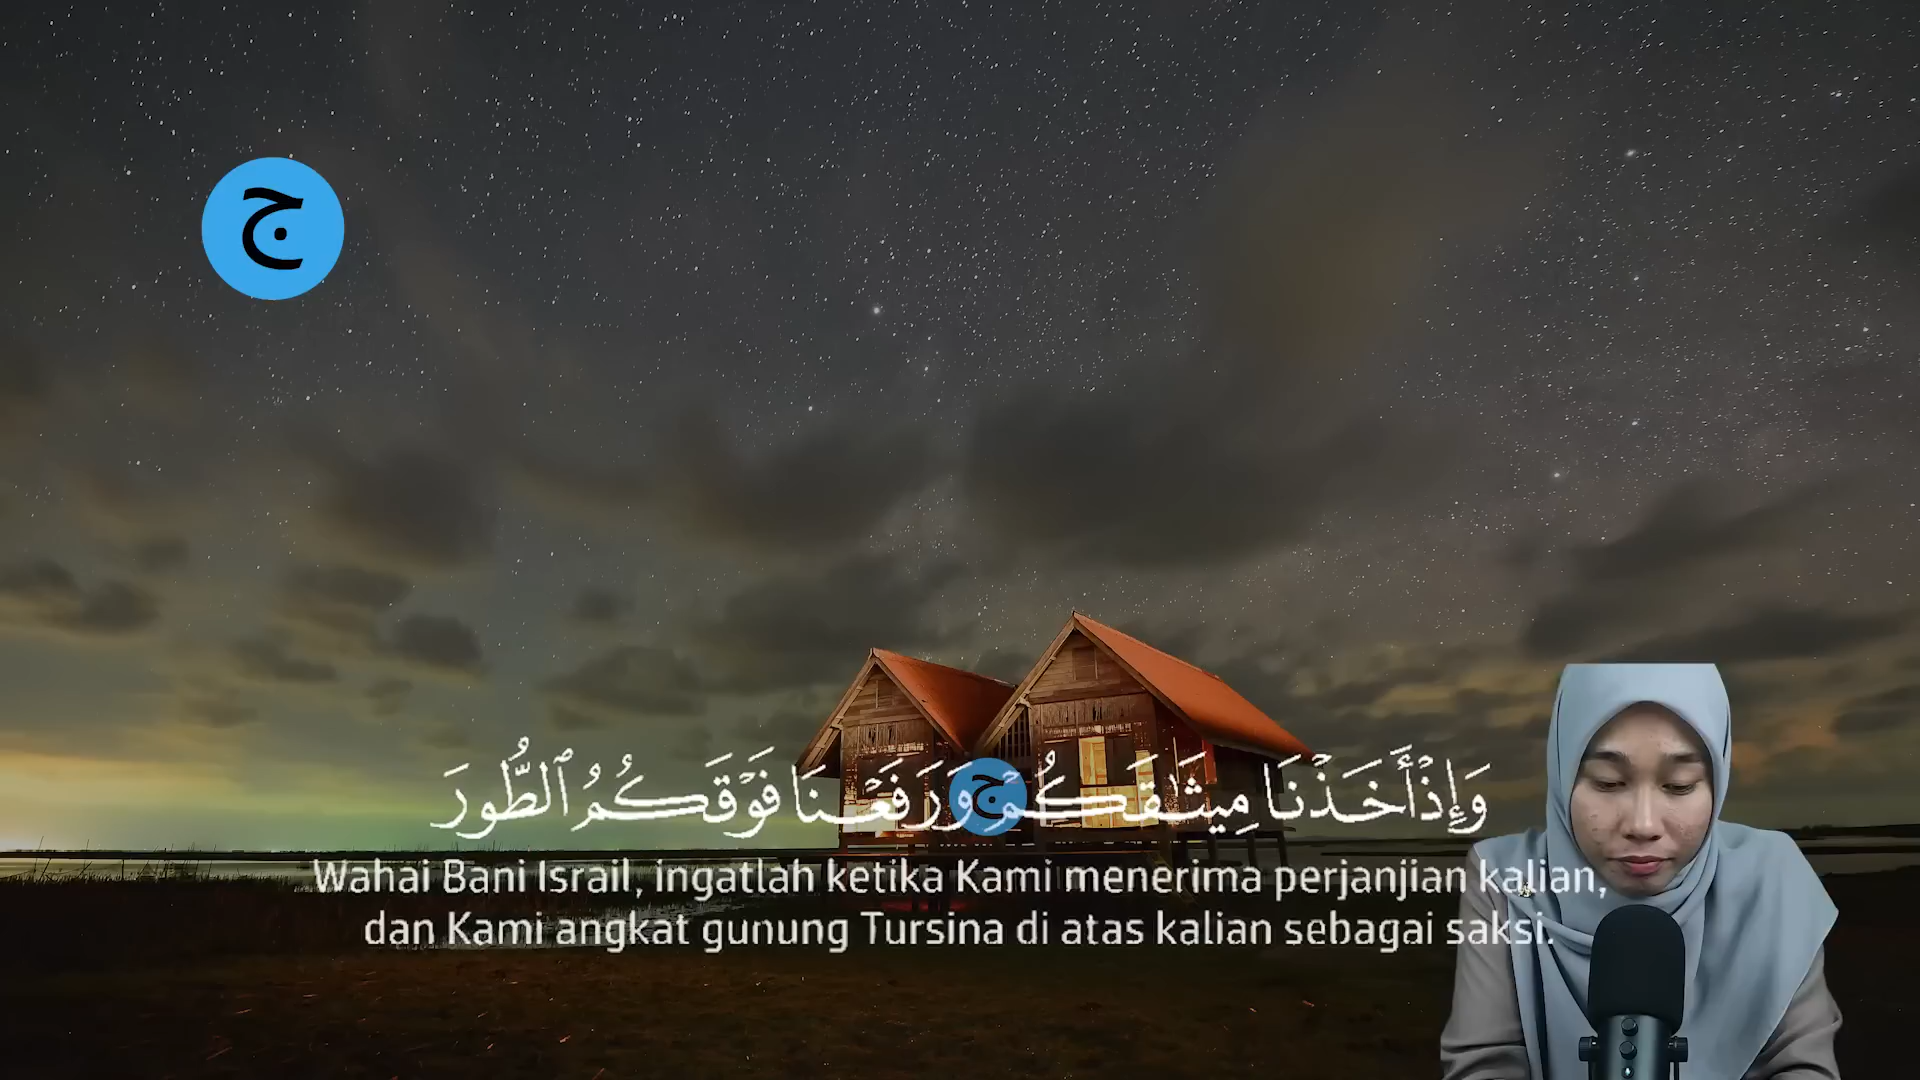 ج
وَإِذْ أَخَذْنَا مِيثَـٰقَكُمْ وَرَفَعْنَا فَوْقَكُمُ ٱلطُّورَ
ج
Wahai Bani Israil, ingatlah ketika Kami menerima perjanjian kalian,
dan Kami angkat gunung Tursina di atas kalian sebagai saksi.